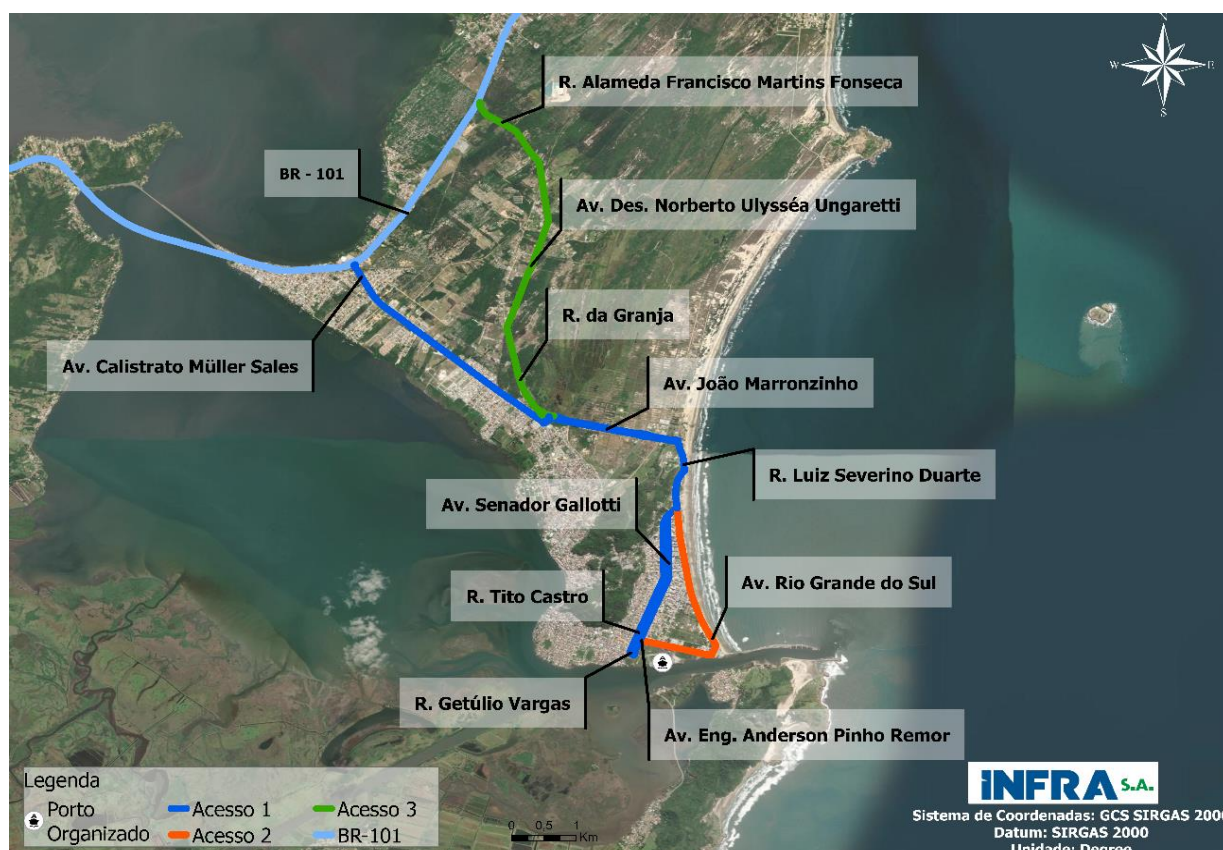 N
W
E
S
R. Alameda Francisco Martins Fonseca
BR - 101
Av. Des. Norberto Ulysséa Ungaretti
R. da Granja
Av. Calistrato Müller Sales
Av. João Marronzinho
R. Luiz Severino Duarte
Av. Senador Gallotti
Av. Rio Grande do Sul
R. Tito Castro
R. Getúlio Vargas
Av. Eng. Anderson Pinho Remor
Legenda
Porto Organizado
Acesso 1
Acesso 3
Acesso 2
BR-101
0 0,5 1
Km
INFRA S.A.
Sistema de Coordenadas: GCS SIRGAS 2000
Datum: SIRGAS 2000
Unidade: Degree